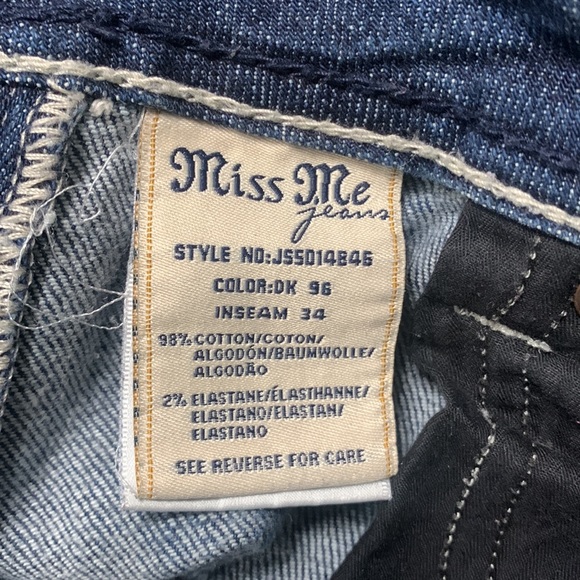 Miss Me
jeans
STYLE NO:JS5014B46
COLOR:DK 96
INSEAM 34
98% COTTON/COTON/
ALGODÓN/BAUMWOLLE/
ALGODÃO
2% ELASTANE/ÉLASTHANNE/
ELASTANO/ELASTAN/
ELASTANO
SEE REVERSE FOR CARE